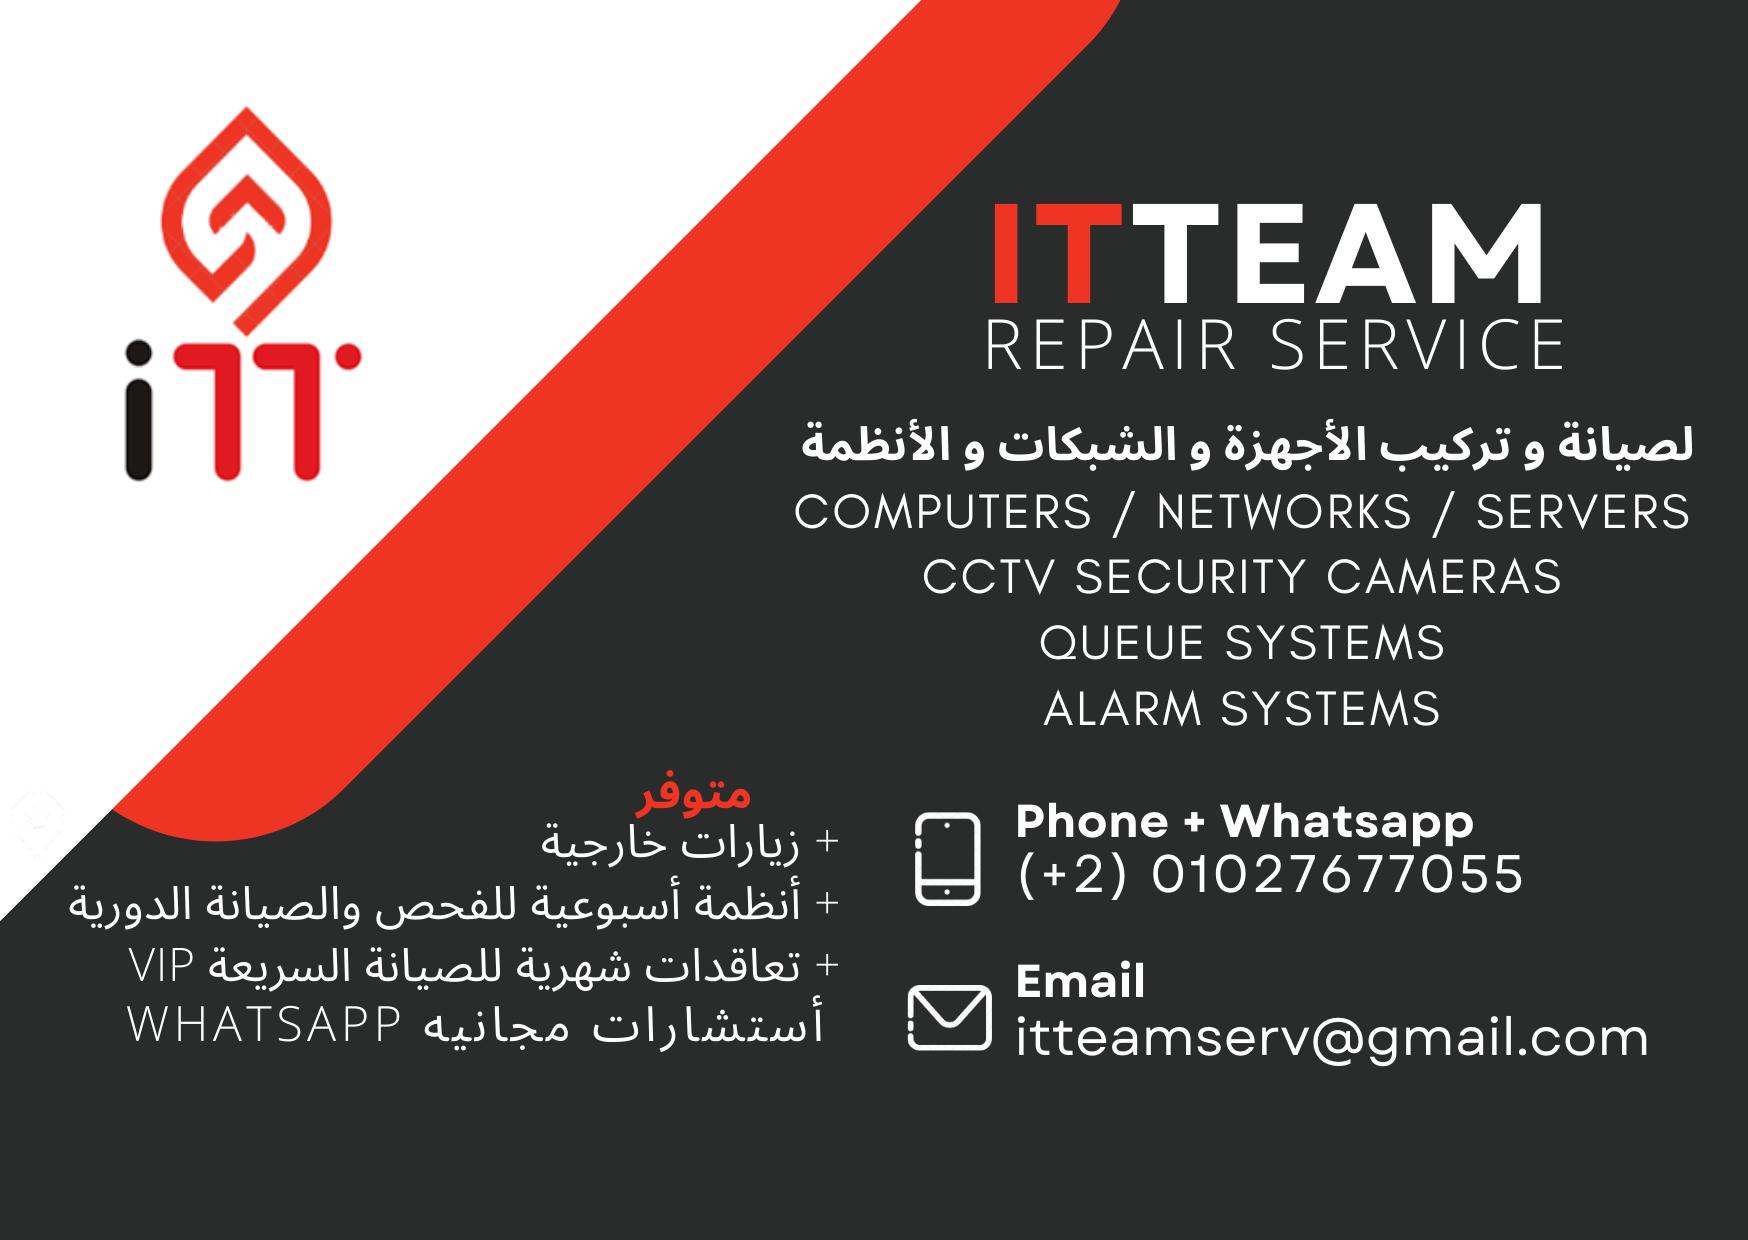 iTT
ITTEAM
REPAIR SERVICE
لصيانة و تركيب الأجهزة و الشبكات و الأنظمة
COMPUTERS / NETWORKS / SERVERS
CCTV SECURITY CAMERAS
QUEUE SYSTEMS
ALARM SYSTEMS
متوفر
+ زيارات خارجية
+ أنظمة أسبوعية للفحص والصيانة الدورية
+ تعاقدات شهرية للصيانة السريعة VIP
أستشارات مجانيه WHATSAPP
Phone + Whatsapp
(+2) 01027677055
Email
itteamserv@gmail.com